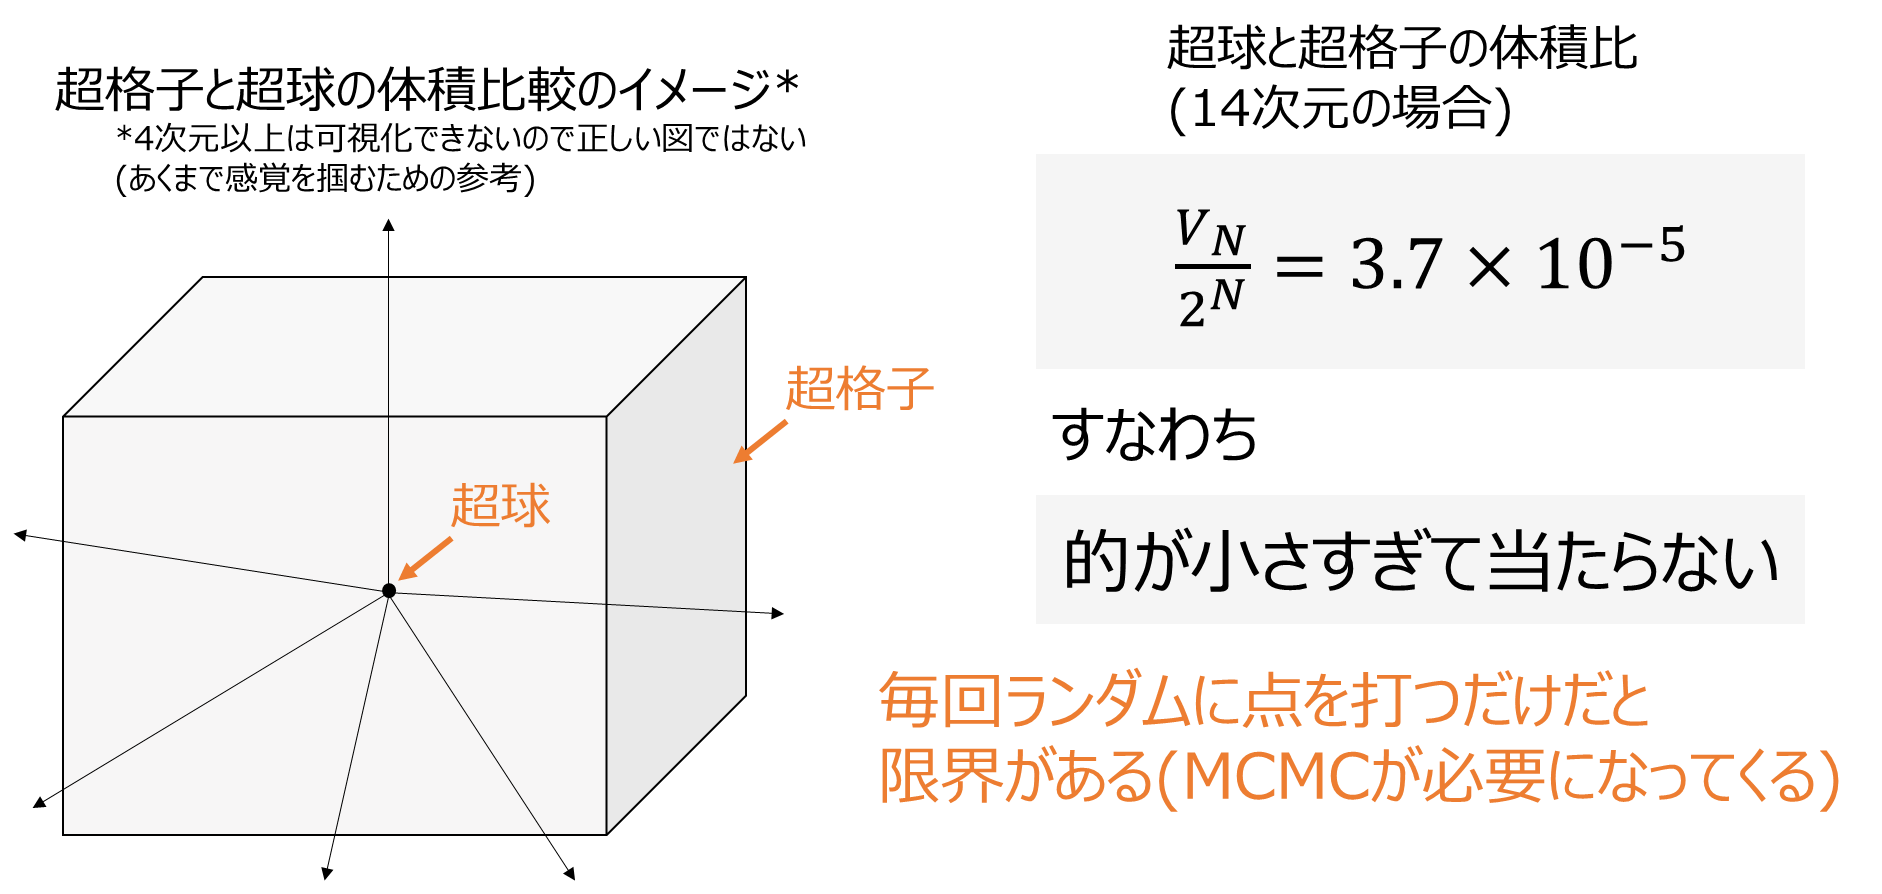 超格子と超球の体積比較のイメージ*
*4次元以上は可視化できないので正しい図ではない
(あくまで感覚を掴むための参考)
超格子
超球
超球と超格子の体積比
(14次元の場合)
V_N / 2^N = 3.7 × 10^−5
すなわち
的が小さすぎて当たらない
毎回ランダムに点を打つだけだと
限界がある(MCMCが必要になってくる)